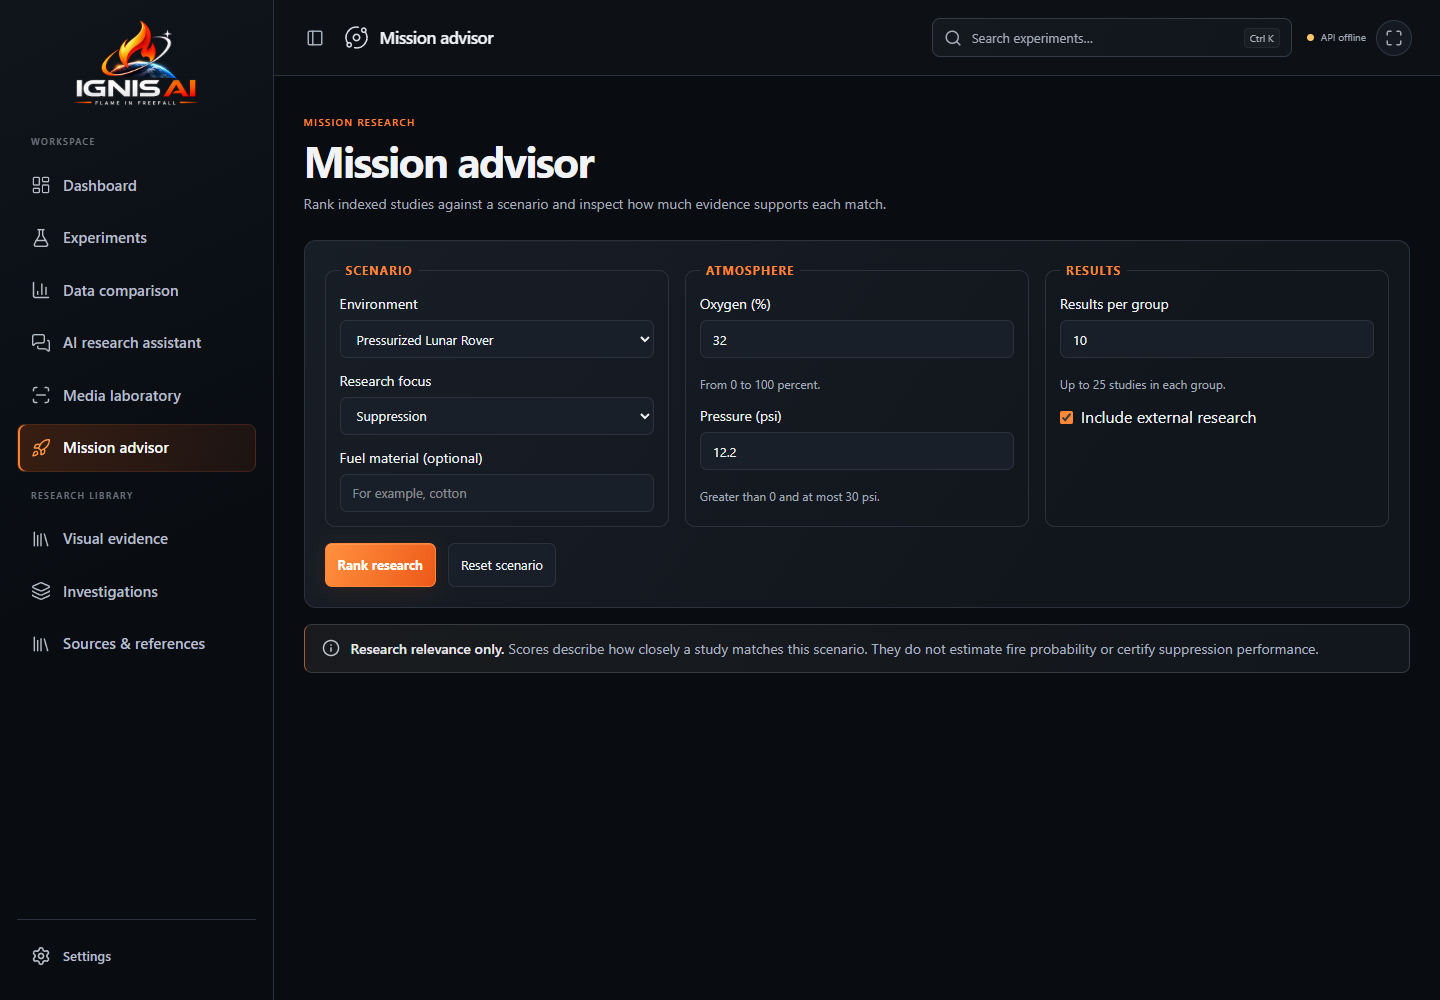 IGNIS AI
FLAME IN FREEFALL
WORKSPACE
Dashboard
Experiments
Data comparison
AI research assistant
Media laboratory
Mission advisor
RESEARCH LIBRARY
Visual evidence
Investigations
Sources & references
Settings
Mission advisor
Search experiments...
Ctrl K
API offline
MISSION RESEARCH
Mission advisor
Rank indexed studies against a scenario and inspect how much evidence supports each match.
SCENARIO
Environment
Pressurized Lunar Rover
Research focus
Suppression
Fuel material (optional)
For example, cotton
ATMOSPHERE
Oxygen (%)
32
From 0 to 100 percent.
Pressure (psi)
12.2
Greater than 0 and at most 30 psi.
RESULTS
Results per group
10
Up to 25 studies in each group.
Include external research
Rank research
Reset scenario
Research relevance only. Scores describe how closely a study matches this scenario. They do not estimate fire probability or certify suppression performance.